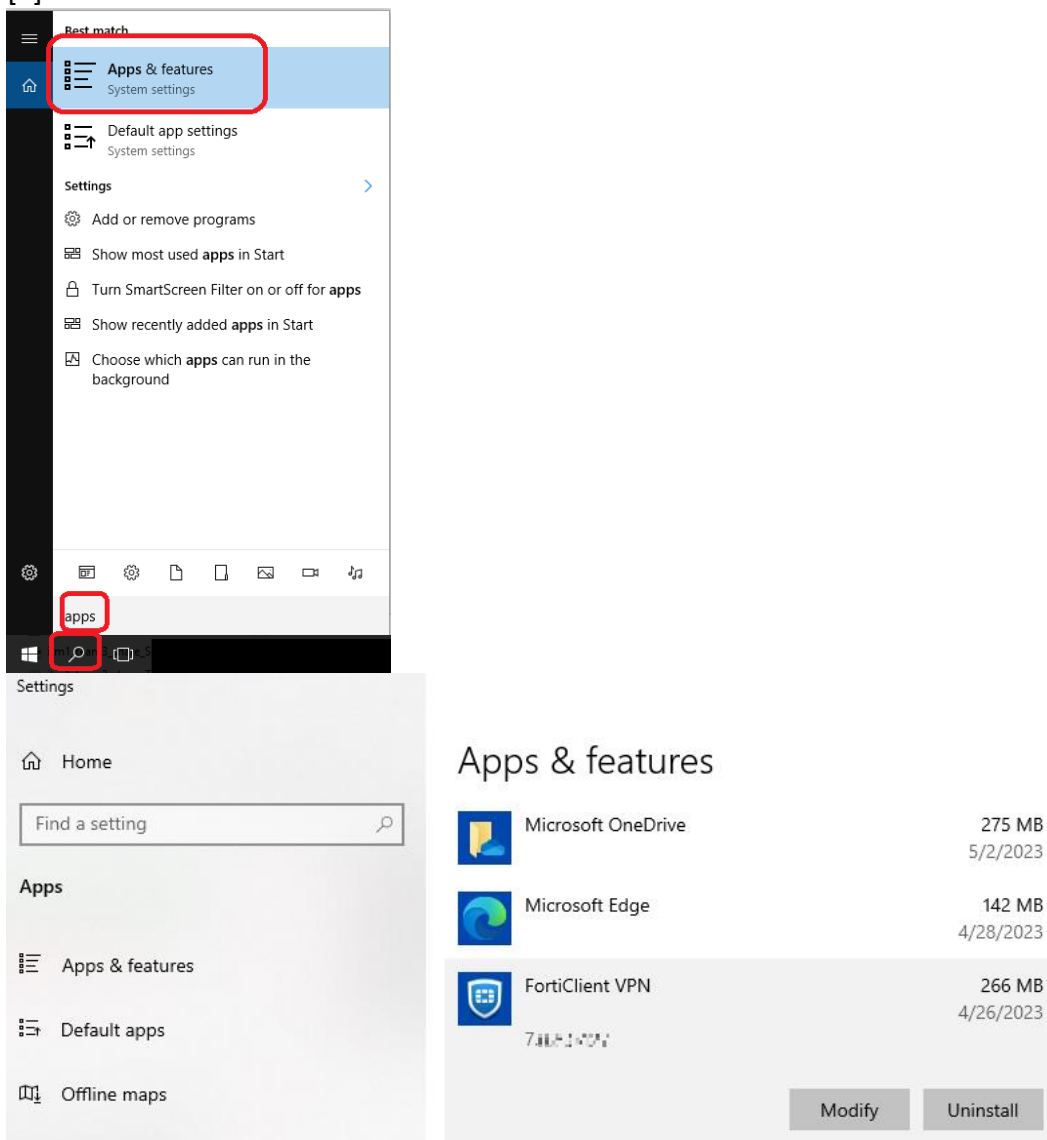 Best match
Apps & features
System settings
Default app settings
System settings
Settings
Add or remove programs
Show most used apps in Start
Turn SmartScreen Filter on or off for apps
Show recently added apps in Start
Choose which apps can run in the
background
apps
Settings
Home
Find a setting
Apps
Apps & features
Default apps
Offline maps
Apps & features
Microsoft OneDrive
275 MB
5/2/2023
Microsoft Edge
142 MB
4/28/2023
FortiClient VPN
266 MB
4/26/2023
Modify
Uninstall